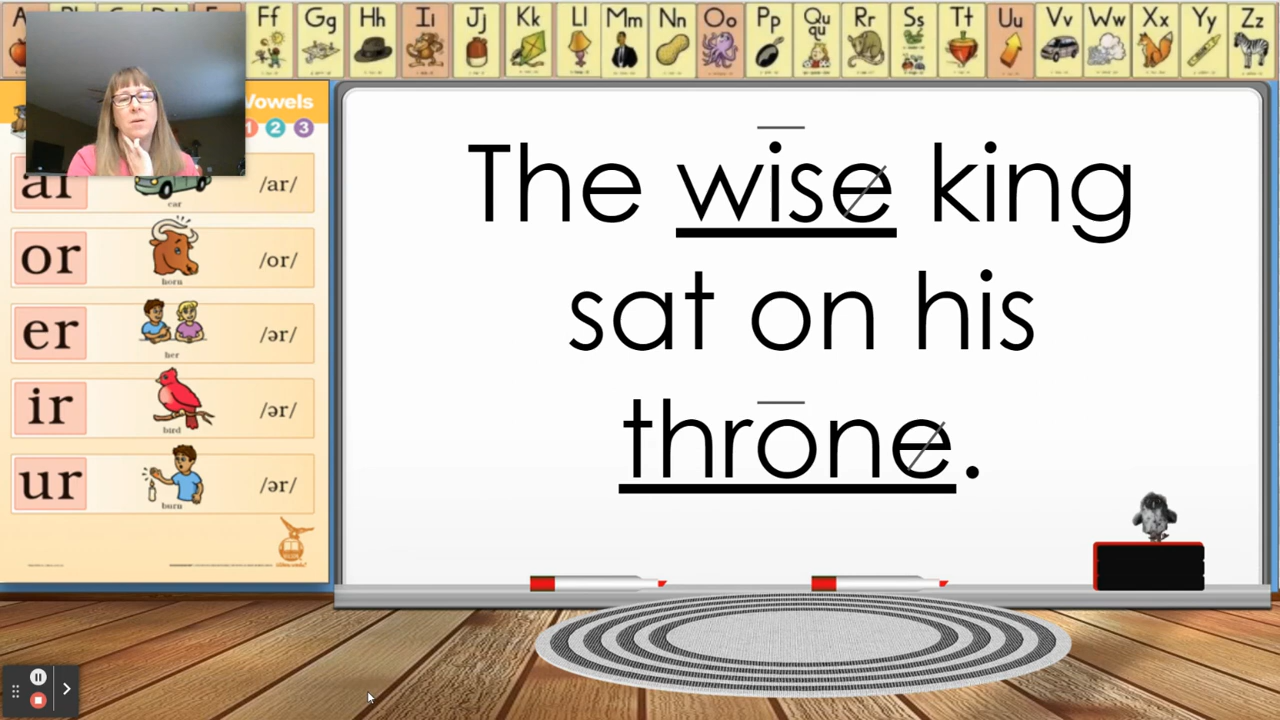 Ff Gg Hh Ii Jj Kk Ll Mm Nn Oo Pp Qu qu Rr Ss Tt Uu Vv Ww Xx Yy Zz
Vowels
1 2 3
ar /ar/
car
or /or/
horn
er /ər/
her
ir /ər/
bird
ur /ər/
burn
The wise king
sat on his
throne.